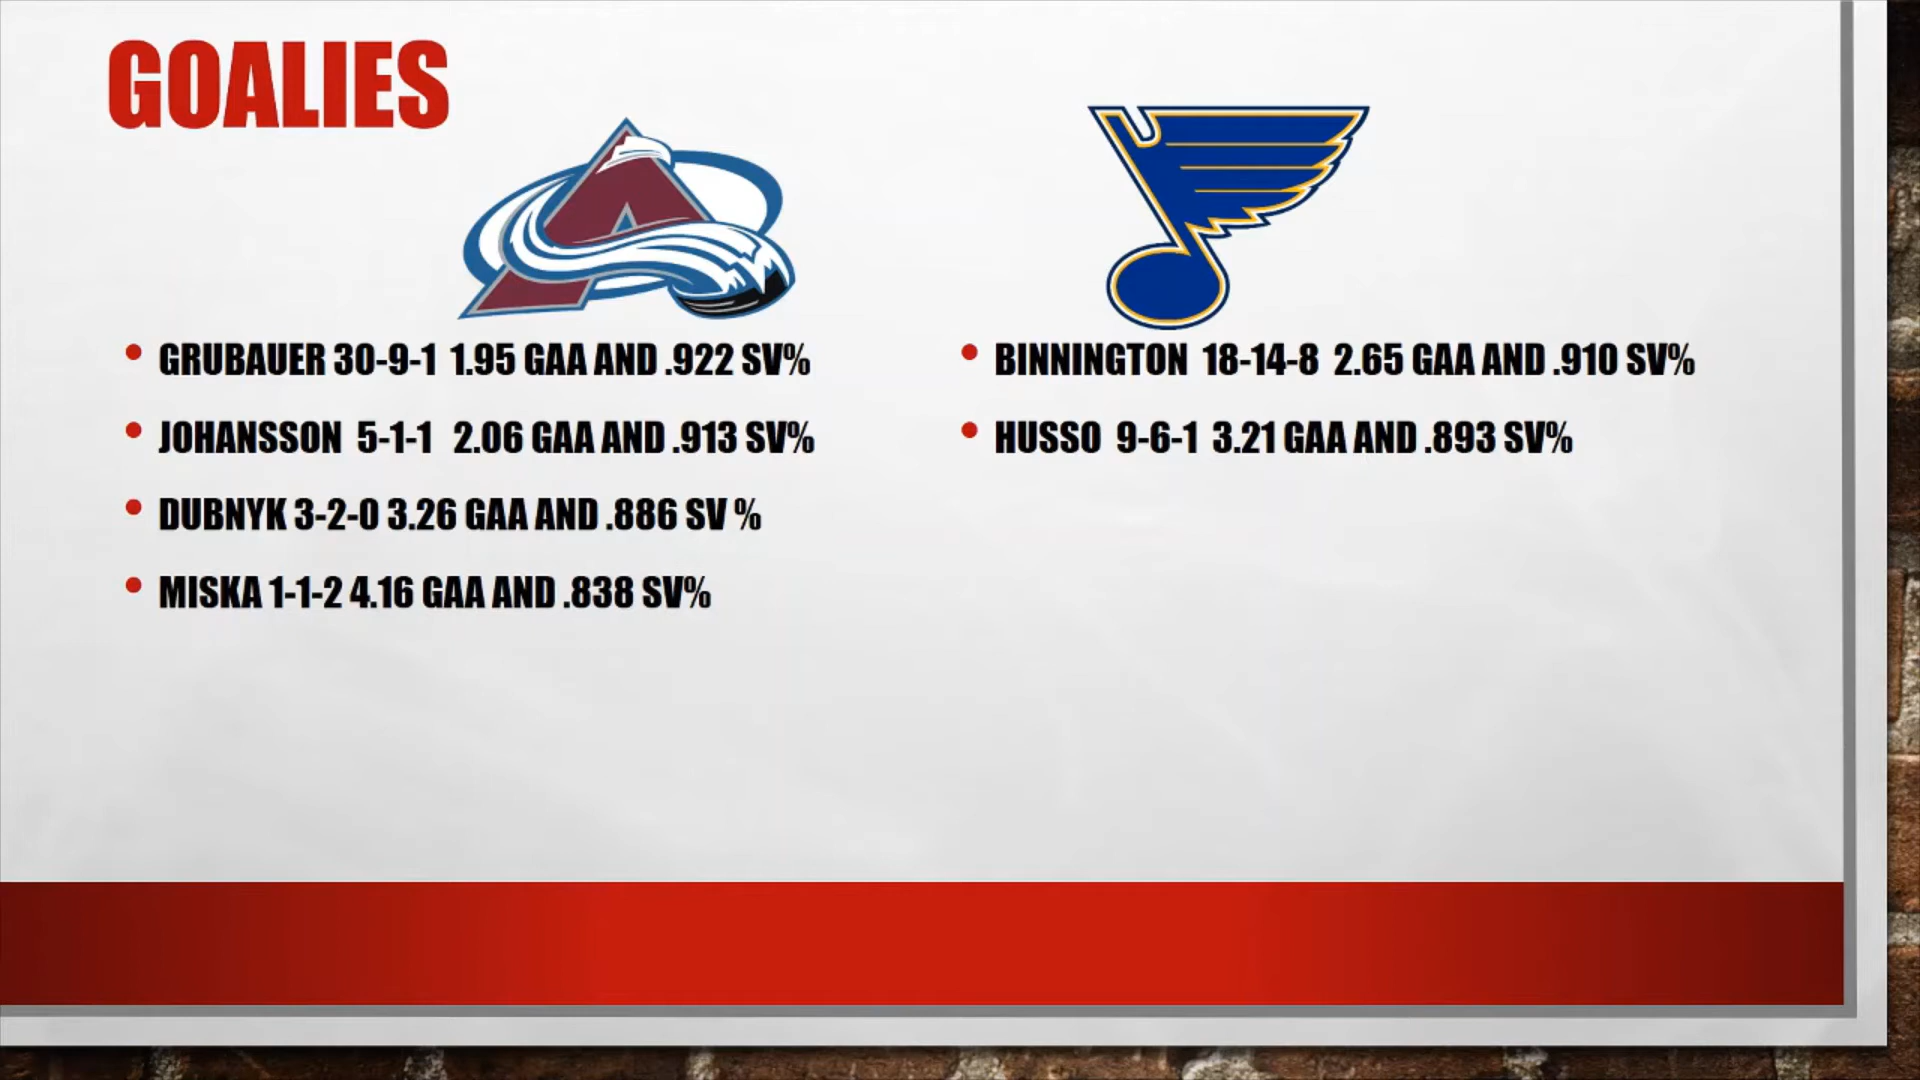 GOALIES
GRUBAUER 30-9-1 1.95 GAA AND .922 SV%
JOHANSSON 5-1-1 2.06 GAA AND .913 SV%
DUBNYK 3-2-0 3.26 GAA AND .886 SV %
MISKA 1-1-2 4.16 GAA AND .838 SV%
BINNINGTON 18-14-8 2.65 GAA AND .910 SV%
HUSSO 9-6-1 3.21 GAA AND .893 SV%